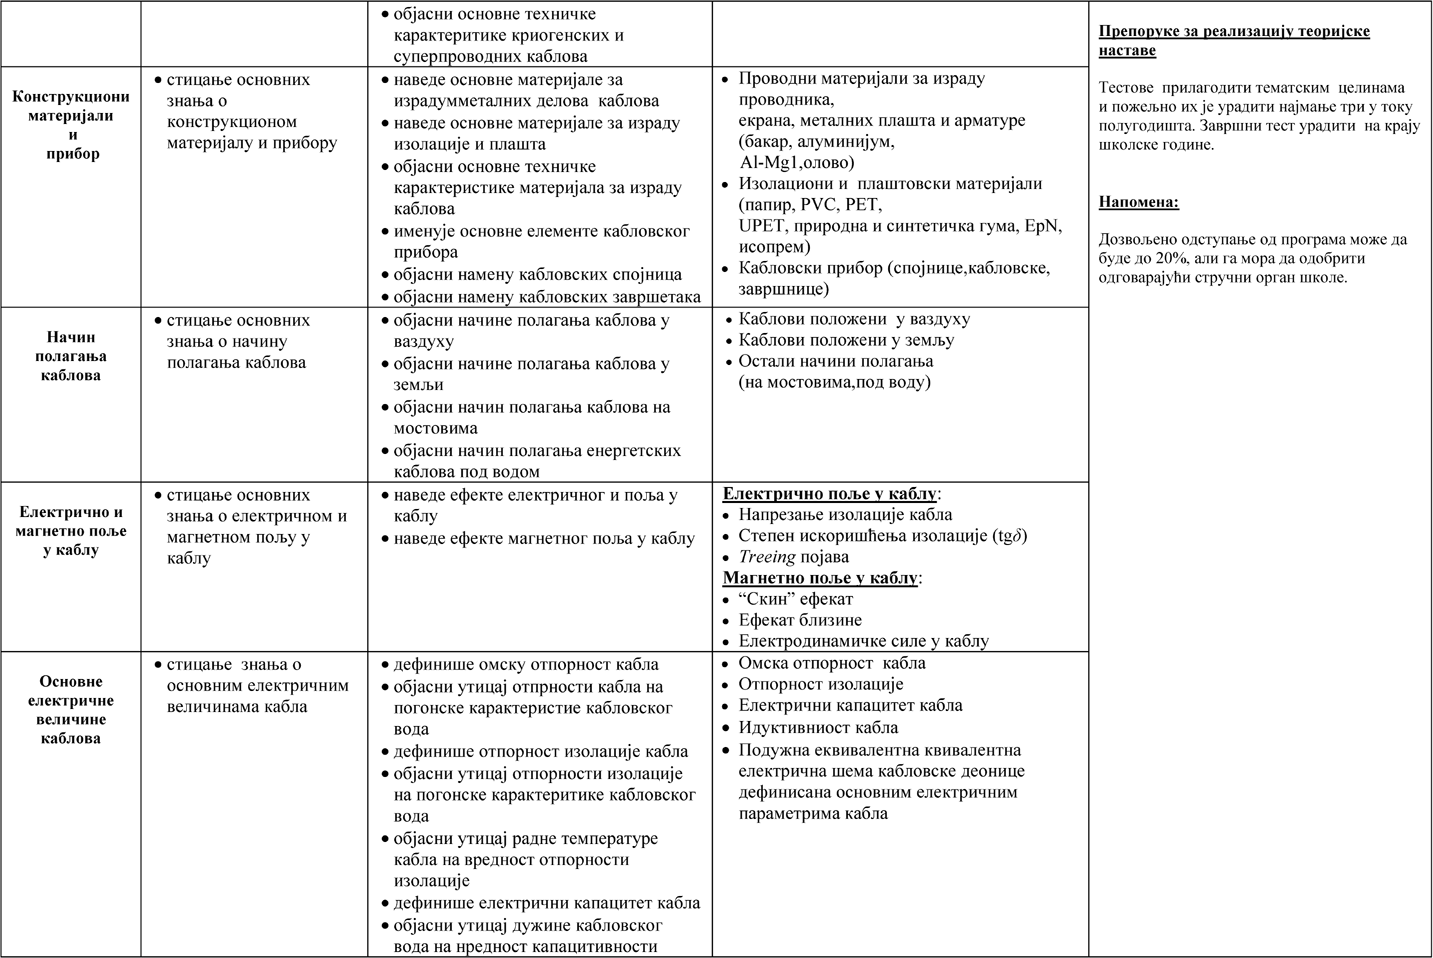 објасни основне техничке
карактеритике криогенских и
суперпроводних каблова
Конструкциони
материјали
и
прибор
стицање основних
знања о
конструкционом
материјалу и прибору
наведе основне материјале за
израдумметалних делова каблова
наведе основне материјале за израду
изолације и плашта
објасни основне техничке
карактеристике материјала за израду
каблова
именује основне елементе кабловског
прибора
објасни намену кабловских спојница
објасни намену кабловских завршетака
Проводни материјали за израду
проводника,
екрана, металних плашта и арматуре
(бакар, алуминијум,
Al-Mg1,олово)
Изолациони и плаштовски материјали
(папир, PVC, PET,
UPET, природна и синтетичка гума, EpN,
исопрем)
Кабловски прибор (спојнице,кабловске,
завршнице)
Начин
полагања
каблова
стицање основних
знања о начину
полагања каблова
објасни начине полагања каблова у
ваздуху
објасни начине полагања каблова у
земљи
објасни начин полагања каблова на
мостовима
објасни начин полагања енергетских
каблова под водом
Каблови положени у ваздуху
Каблови положени у земљу
Остали начини полагања
(на мостовима,под воду)
Електрично и
магнетно поље
у каблу
стицање основних
знања о електричном и
магнетном пољу у
каблу
наведе ефекте електричног и поља у
каблу
наведе ефекте магнетног поља у каблу
Електрично поље у каблу:
Напрезање изолације кабла
Степен искоришћења изолације (tgδ)
Treeing појава
Магнетно поље у каблу:
“Скин” ефекат
Ефекат близине
Електродинамичке силе у каблу
Основне
електричне
величине
каблова
стицање знања о
основним електричним
величинама кабла
дефинише омску отпорност кабла
објасни утицај отпрности кабла на
погонске карактеристие кабловског
вода
дефинише отпорност изолације кабла
објасни утицај отпорности изолације
на погонске карактеритике кабловског
вода
објасни утицај радне температуре
кабла на вредност отпорности
изолације
дефинише електрични капацитет кабла
објасни утицај дужине кабловског
вода на нредност капацитивности
Омска отпорност кабла
Отпорност изолације
Електрични капацитет кабла
Идуктивниост кабла
Подужна еквивалентна квивалентна
електрична шема кабловске деонице
дефинисана основним електричним
параметрима кабла
Препоруке за реализацију теоријске
наставе
Тестове прилагодити тематским целинама
и пожељно их је урадити најмање три у току
полугодишта. Завршни тест урадити на крају
школске године.
Напомена:
Дозвољено одступање од програма може да
буде до 20%, али га мора да одобрити
одговарајући стручни орган школе.